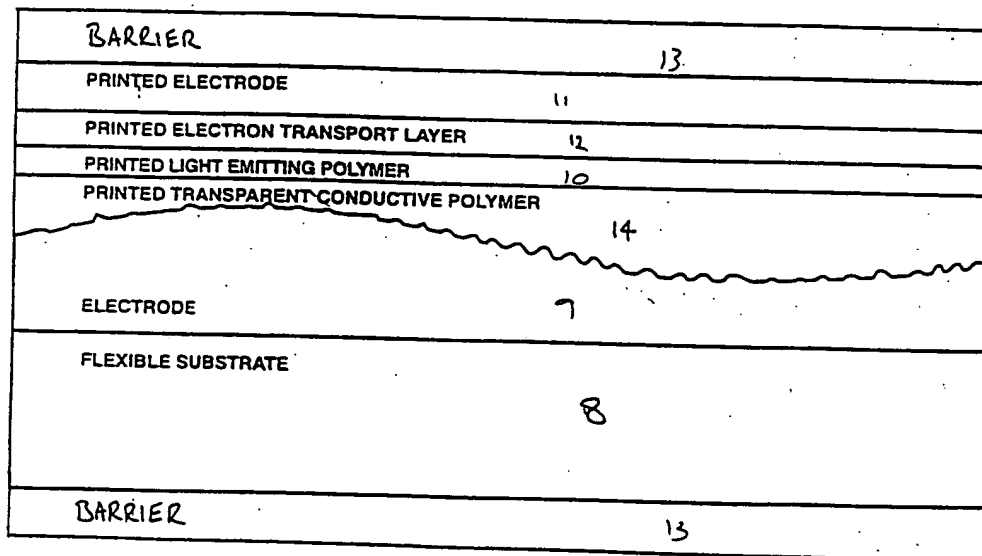 BARRIER 13
PRINTED ELECTRODE 11
PRINTED ELECTRON TRANSPORT LAYER 12
PRINTED LIGHT EMITTING POLYMER 10
PRINTED TRANSPARENT CONDUCTIVE POLYMER
14
ELECTRODE 9
FLEXIBLE SUBSTRATE
8
BARRIER 13